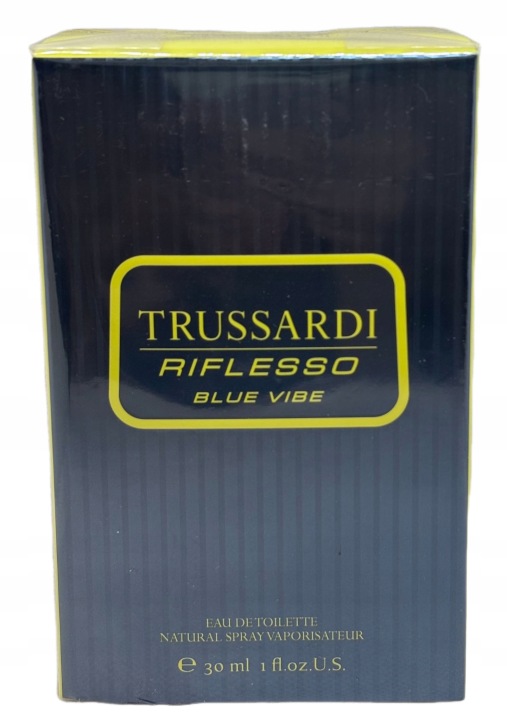 TRUSSARDI
RIFLESSO
BLUE VIBE
EAU DE TOILETTE
NATURAL SPRAY VAPORISATEUR
℮ 30 ml 1 fl.oz.U.S.